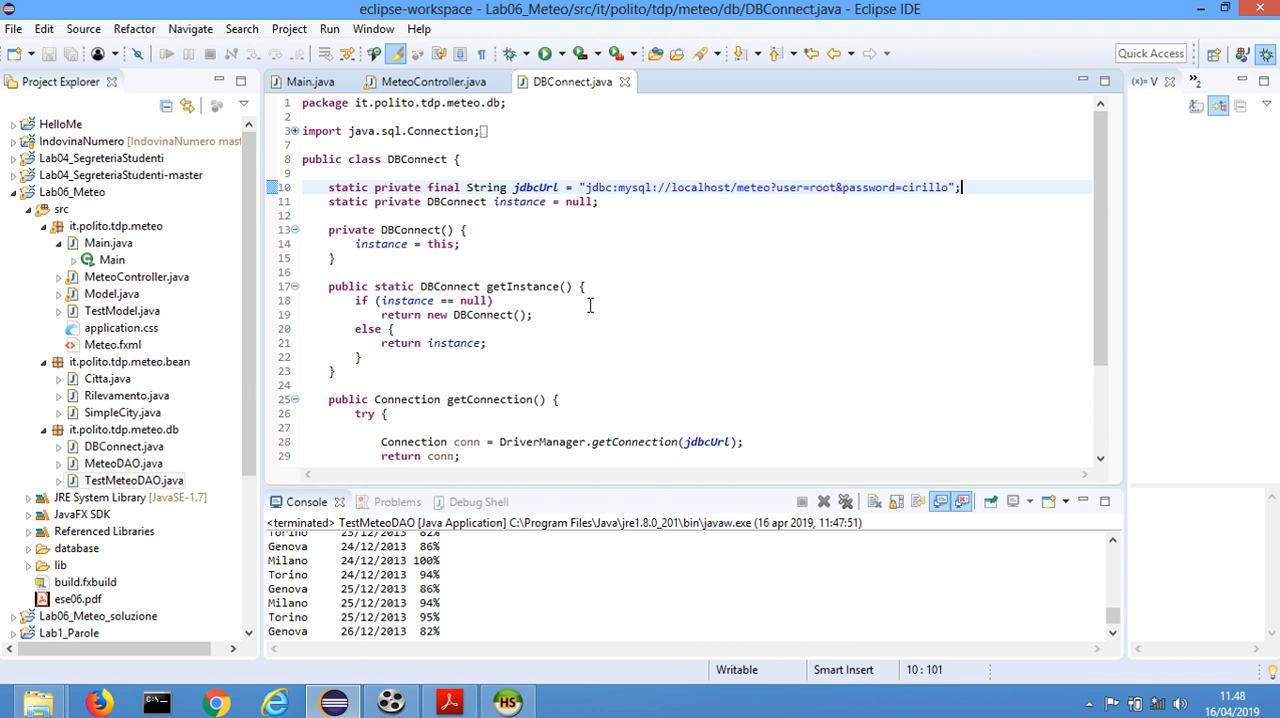 eclipse-workspace - Lab06_Meteo/src/it/polito/tdp/meteo/db/DBConnect.java - Eclipse IDE
File Edit Source Refactor Navigate Search Project Run Window Help
Quick Access
Project Explorer
Main.java MeteoController.java DBConnect.java
(x)= V »2
HelloMe
IndovinaNumero [IndovinaNumero mast
Lab04_SegreteriaStudenti
Lab04_SegreteriaStudenti-master
Lab06_Meteo
src
it.polito.tdp.meteo
Main.java
Main
MeteoController.java
Model.java
TestModel.java
application.css
Meteo.fxml
it.polito.tdp.meteo.bean
Citta.java
Rilevamento.java
SimpleCity.java
it.polito.tdp.meteo.db
DBConnect.java
MeteoDAO.java
TestMeteoDAO.java
JRE System Library [JavaSE-1.7]
JavaFX SDK
Referenced Libraries
database
lib
build.fxbuild
ese06.pdf
Lab06_Meteo_soluzione
Lab1_Parole
1 package it.polito.tdp.meteo.db;
2
3 import java.sql.Connection;
8 public class DBConnect {
9
10 static private final String jdbcUrl = "jdbc:mysql://localhost/meteo?user=root&password=cirillo";
11 static private DBConnect instance = null;
12
13 private DBConnect() {
14 instance = this;
15 }
16
17 public static DBConnect getInstance() {
18 if (instance == null)
19 return new DBConnect();
20 else {
21 return instance;
22 }
23 }
24
25 public Connection getConnection() {
26 try {
27
28 Connection conn = DriverManager.getConnection(jdbcUrl);
29 return conn;
Console Problems Debug Shell
<terminated> TestMeteoDAO [Java Application] C:\Program Files\Java\jre1.8.0_201\bin\javaw.exe (16 apr 2019, 11:47:51)
Torino 23/12/2013 82%
Genova 24/12/2013 86%
Milano 24/12/2013 100%
Torino 24/12/2013 94%
Genova 25/12/2013 86%
Milano 25/12/2013 94%
Torino 25/12/2013 95%
Genova 26/12/2013 82%
Writable Smart Insert 10 : 101
HS
11.48
16/04/2019